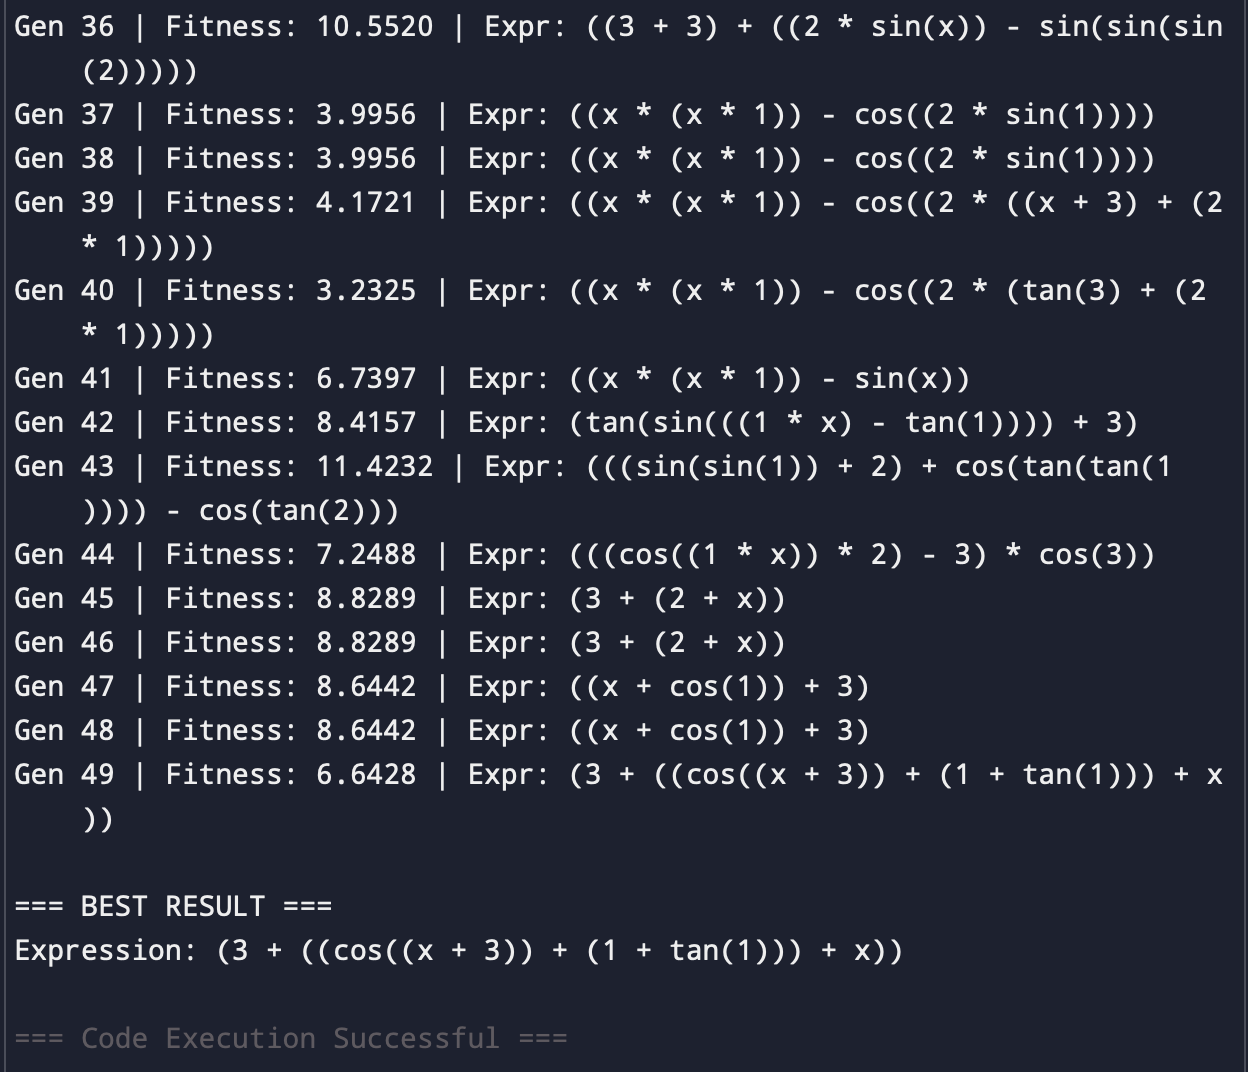 Gen 36 | Fitness: 10.5520 | Expr: ((3 + 3) + ((2 * sin(x)) - sin(sin(sin
(2)))))
Gen 37 | Fitness: 3.9956 | Expr: ((x * (x * 1)) - cos((2 * sin(1))))
Gen 38 | Fitness: 3.9956 | Expr: ((x * (x * 1)) - cos((2 * sin(1))))
Gen 39 | Fitness: 4.1721 | Expr: ((x * (x * 1)) - cos((2 * ((x + 3) + (2
* 1)))))
Gen 40 | Fitness: 3.2325 | Expr: ((x * (x * 1)) - cos((2 * (tan(3) + (2
* 1)))))
Gen 41 | Fitness: 6.7397 | Expr: ((x * (x * 1)) - sin(x))
Gen 42 | Fitness: 8.4157 | Expr: (tan(sin(((1 * x) - tan(1)))) + 3)
Gen 43 | Fitness: 11.4232 | Expr: (((sin(sin(1)) + 2) + cos(tan(tan(1
)))) - cos(tan(2)))
Gen 44 | Fitness: 7.2488 | Expr: (((cos((1 * x)) * 2) - 3) * cos(3))
Gen 45 | Fitness: 8.8289 | Expr: (3 + (2 + x))
Gen 46 | Fitness: 8.8289 | Expr: (3 + (2 + x))
Gen 47 | Fitness: 8.6442 | Expr: ((x + cos(1)) + 3)
Gen 48 | Fitness: 8.6442 | Expr: ((x + cos(1)) + 3)
Gen 49 | Fitness: 6.6428 | Expr: (3 + ((cos((x + 3)) + (1 + tan(1))) + x
))
=== BEST RESULT ===
Expression: (3 + ((cos((x + 3)) + (1 + tan(1))) + x))
=== Code Execution Successful ===